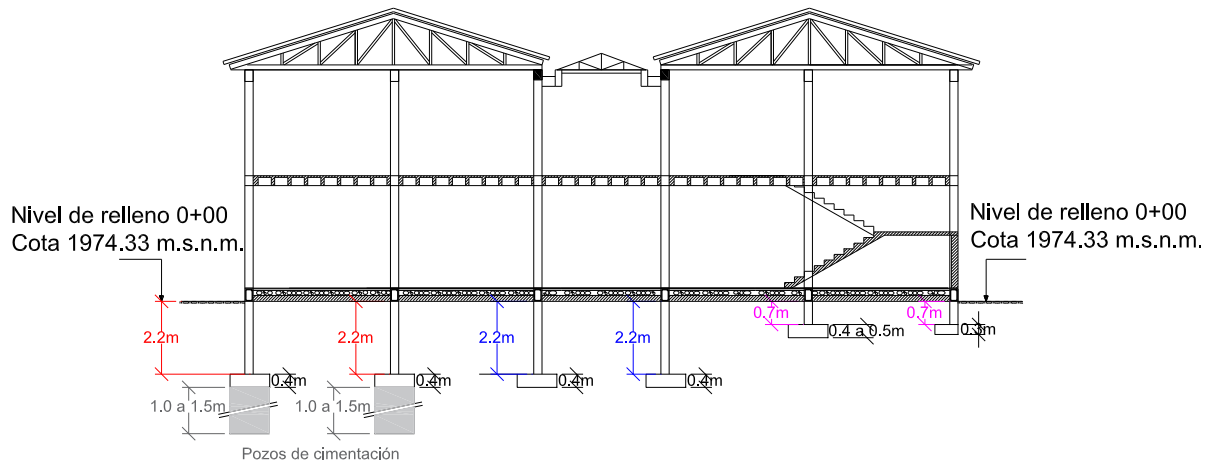 Nivel de relleno 0+00
Cota 1974.33 m.s.n.m.
Nivel de relleno 0+00
Cota 1974.33 m.s.n.m.
2.2m
2.2m
2.2m
2.2m
0.7m
0.7m
0.4 a 0.5m
0.3m
0.4m
0.4m
0.4m
0.4m
1.0 a 1.5m
1.0 a 1.5m
Pozos de cimentación